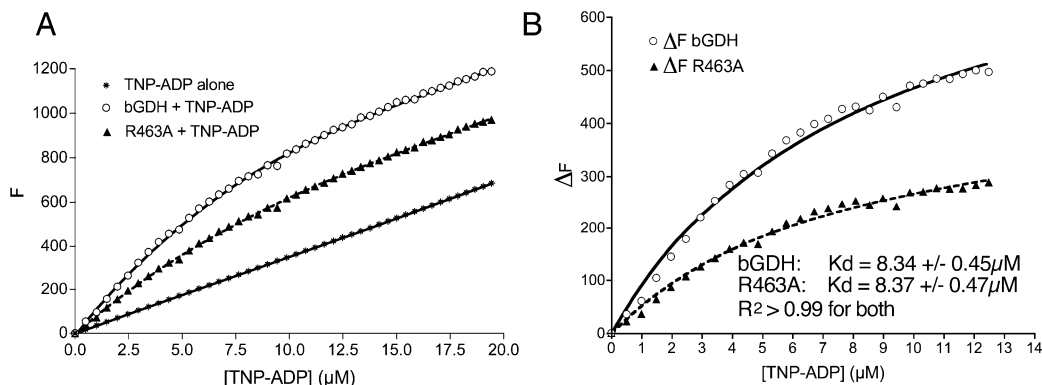 A
1200
1000
800
600
400
200
0
F
TNP-ADP alone
bGDH + TNP-ADP
R463A + TNP-ADP
0.0 2.5 5.0 7.5 10.0 12.5 15.0 17.5 20.0
[TNP-ADP] (µM)
B
600
500
400
300
200
100
0
ΔF
ΔF bGDH
ΔF R463A
bGDH: Kd = 8.34 +/- 0.45µM
R463A: Kd = 8.37 +/- 0.47µM
R2 > 0.99 for both
0 1 2 3 4 5 6 7 8 9 10 11 12 13 14
[TNP-ADP] (µM)